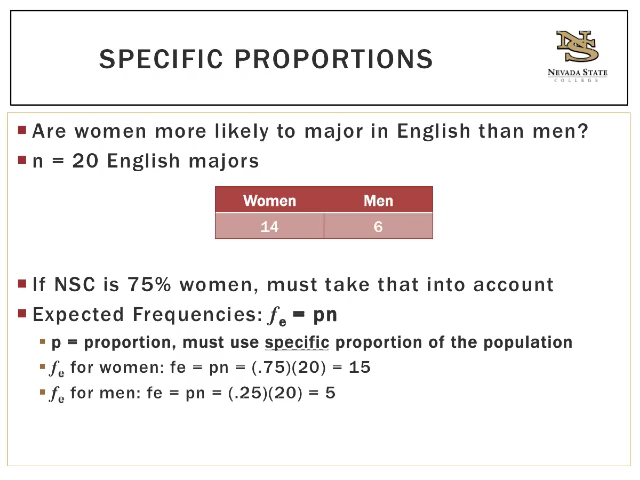 SPECIFIC PROPORTIONS
NS
NEVADA STATE
COLLEGE
Are women more likely to major in English than men?
n = 20 English majors
Women Men
14 6
If NSC is 75% women, must take that into account
Expected Frequencies: fe = pn
p = proportion, must use specific proportion of the population
fe for women: fe = pn = (.75)(20) = 15
fe for men: fe = pn = (.25)(20) = 5